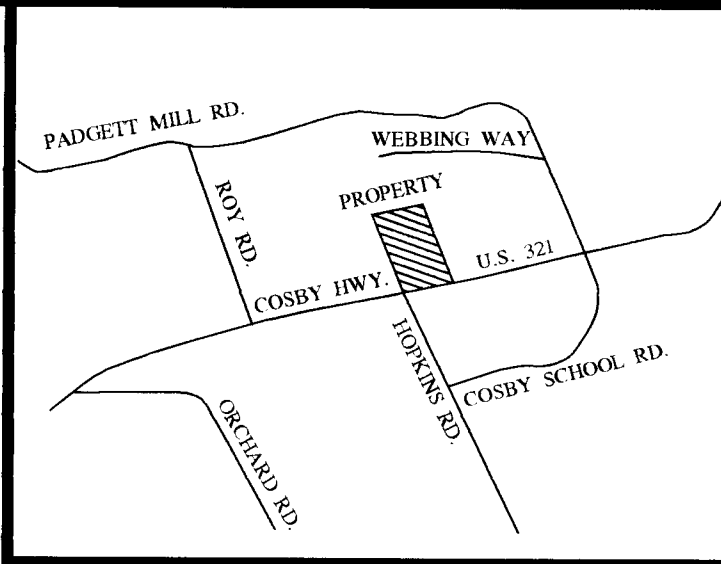 PADGETT MILL RD.
WEBBING WAY
PROPERTY
ROY RD.
U.S. 321
COSBY HWY.
HOPKINS RD.
COSBY SCHOOL RD.
ORCHARD RD.